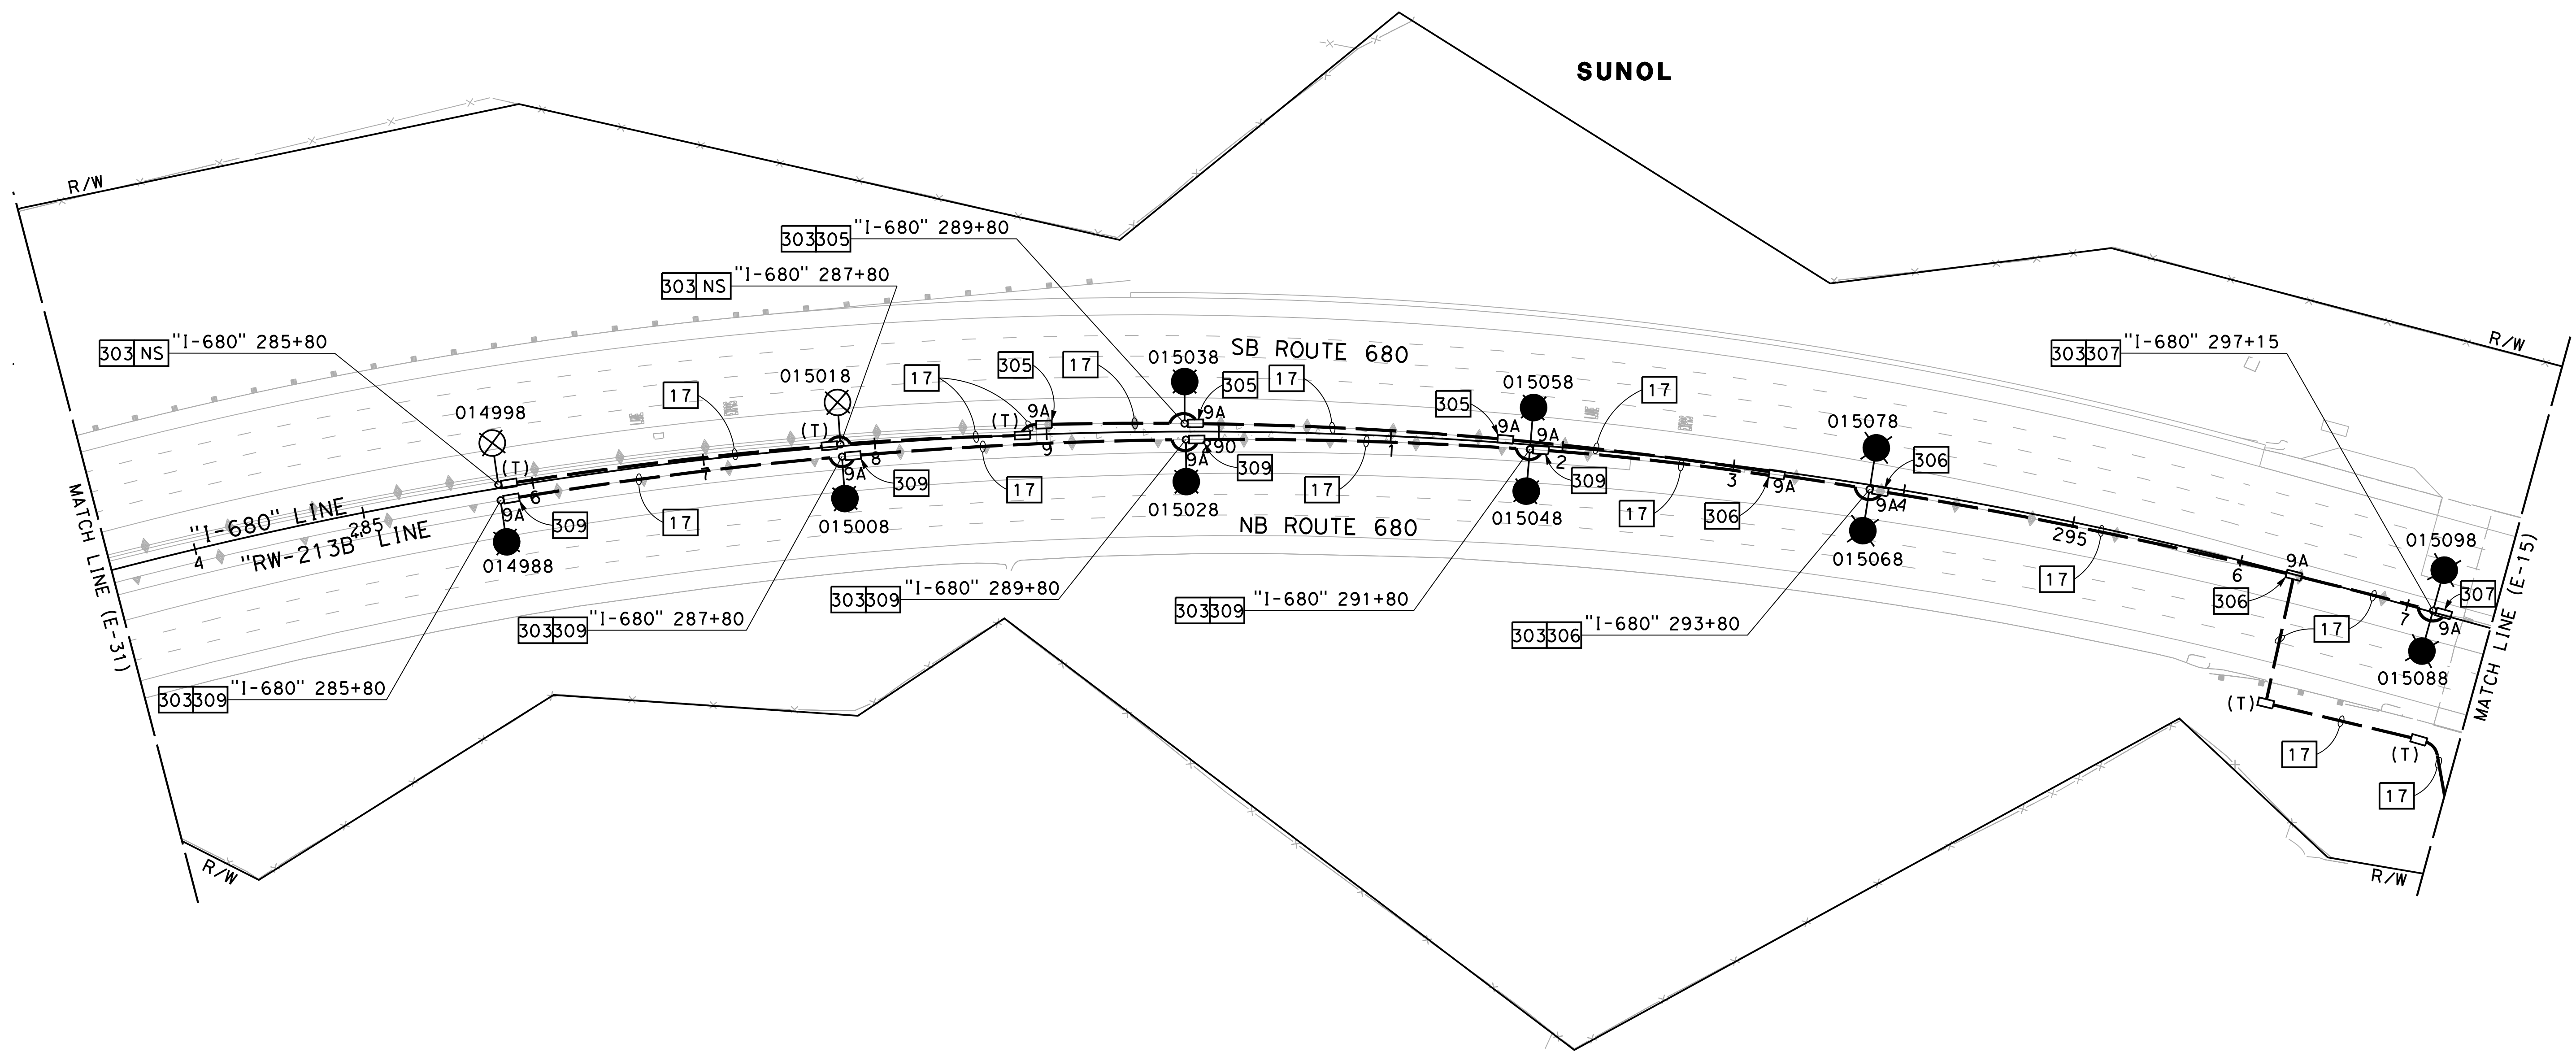 SUNOL
R/W
303 305 "I-680" 289+80
303 NS "I-680" 287+80
303 NS "I-680" 285+80
303 307 "I-680" 297+15
R/W
SB ROUTE 680
015038
015018
015058
014998
015078
015098
17
17
305
17
305
17
305
17
306
(T)
(T)
9A
(T)
9A
9A
9A
9A
9A
9A
"I-680" LINE
"RW-213B" LINE
4
285
6
7
8
9
290
1
2
3
4
295
6
7
9A
309
9A
309
9A
309
309
9A
306
306
307
17
17
17
17
17
17
17
17
014988
015008
015028
015048
015068
015088
NB ROUTE 680
303 309 "I-680" 289+80
303 309 "I-680" 291+80
303 309 "I-680" 287+80
303 306 "I-680" 293+80
303 309 "I-680" 285+80
(T)
(T)
17
MATCH LINE (E-31)
MATCH LINE (E-15)
R/W
R/W